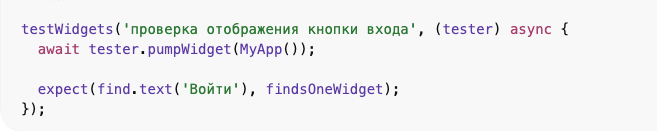 testWidgets('проверка отображения кнопки входа', (tester) async {
  await tester.pumpWidget(MyApp());

  expect(find.text('Войти'), findsOneWidget);
});